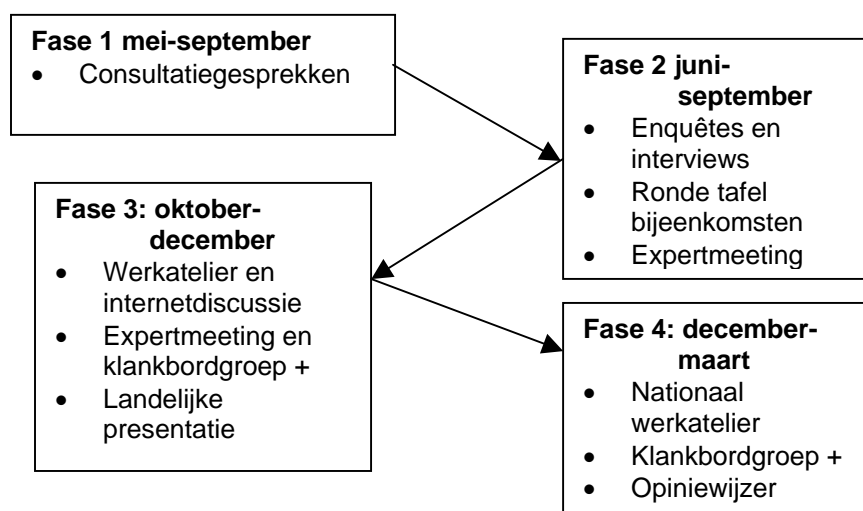 Fase 1 mei-september
• Consultatiegesprekken
Fase 2 juni-
september
• Enquêtes en
interviews
• Ronde tafel
bijeenkomsten
• Expertmeeting
Fase 3: oktober-
december
• Werkatelier en
internetdiscussie
• Expertmeeting en
klankbordgroep +
• Landelijke
presentatie
Fase 4: december-
maart
• Nationaal
werkatelier
• Klankbordgroep +
• Opiniewijzer